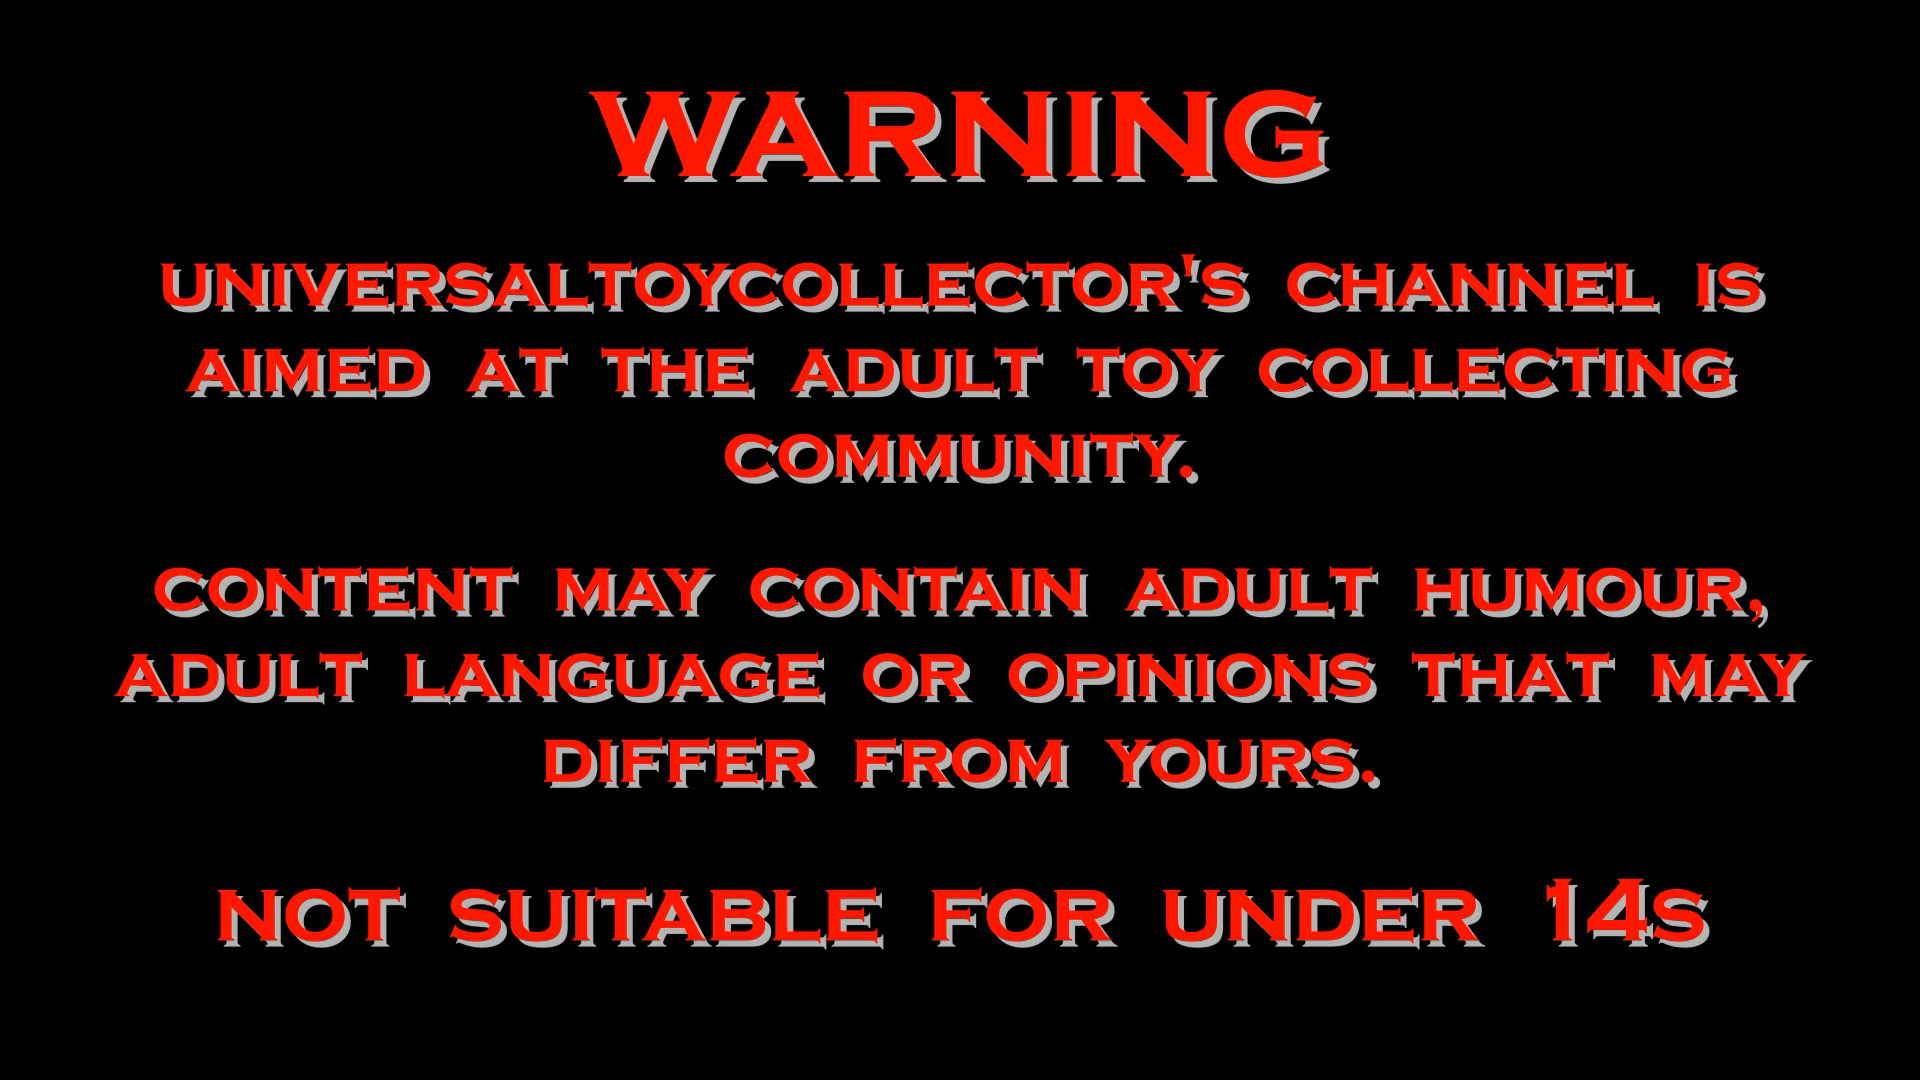 WARNING
UNIVERSALTOYCOLLECTOR'S CHANNEL IS
AIMED AT THE ADULT TOY COLLECTING
COMMUNITY.
CONTENT MAY CONTAIN ADULT HUMOUR,
ADULT LANGUAGE OR OPINIONS THAT MAY
DIFFER FROM YOURS.
NOT SUITABLE FOR UNDER 14S